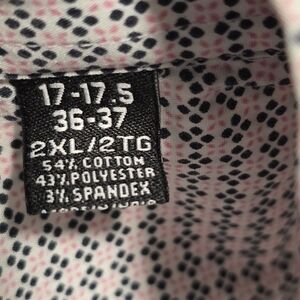 17-17.5
36-37
2XL/2TG
54% COTTON
43% POLYESTER
3% SPANDEX